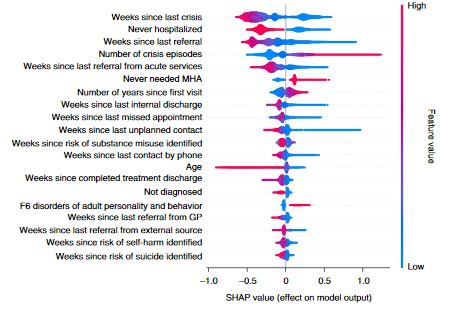 High
Weeks since last crisis
Never hospitalized
Weeks since last referral
Number of crisis episodes
Weeks since last referral from acute services
Never needed MHA
Number of years since first visit
Weeks since last internal discharge
Weeks since last missed appointment
Weeks since last unplanned contact
Weeks since risk of substance misuse identified
Weeks since last contact by phone
Age
Weeks since completed treatment discharge
Not diagnosed
F6 disorders of adult personality and behavior
Weeks since last referral from GP
Weeks since last referral from external source
Weeks since risk of self-harm identified
Weeks since risk of suicide identified
Feature value
Low
−1.0 −0.5 0 0.5 1.0
SHAP value (effect on model output)